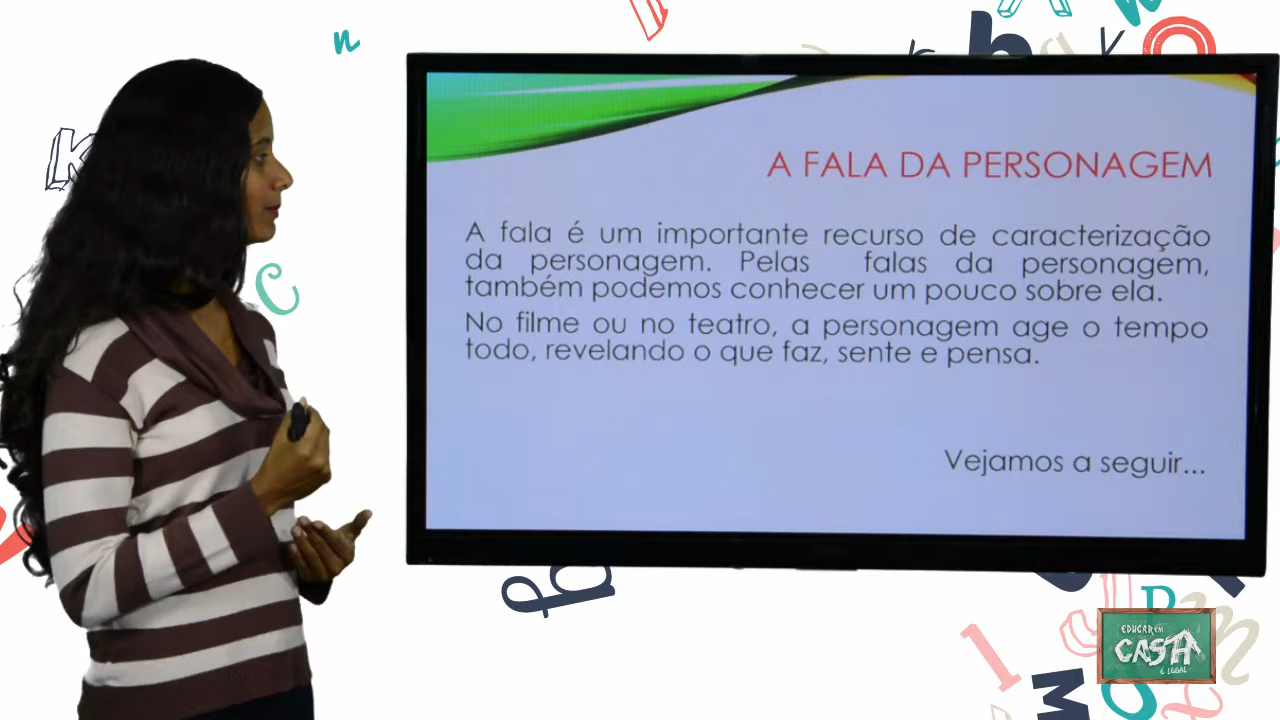 A FALA DA PERSONAGEM
A fala é um importante recurso de caracterização
da personagem. Pelas falas da personagem,
também podemos conhecer um pouco sobre ela.
No filme ou no teatro, a personagem age o tempo
todo, revelando o que faz, sente e pensa.
Vejamos a seguir...
EDUCAR EM
CASA
É LEGAL